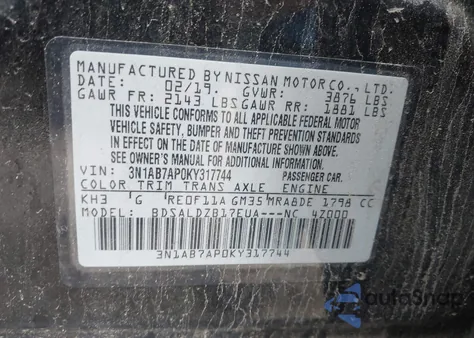 MANUFACTURED BY NISSAN MOTOR CO., LTD.
DATE: 02/19. GVWR: 3876 LBS
GAWR FR: 2143 LBS GAWR RR: 1881 LBS
THIS VEHICLE CONFORMS TO ALL APPLICABLE FEDERAL MOTOR
VEHICLE SAFETY, BUMPER AND THEFT PREVENTION STANDARDS
IN EFFECT ON THE DATE OF MANUFACTURE SHOWN ABOVE.
SEE OWNER'S MANUAL FOR ADDITIONAL INFORMATION.
VIN: 3N1AB7AP0KY317744 PASSENGER CAR.
COLOR TRIM TRANS AXLE ENGINE
KH3 G RE0F11A GM35 MRA8DE 1798 CC
BDSALDZB17EUA---NC 4Z000
3N1AB7AP0KY317744
autoSnap